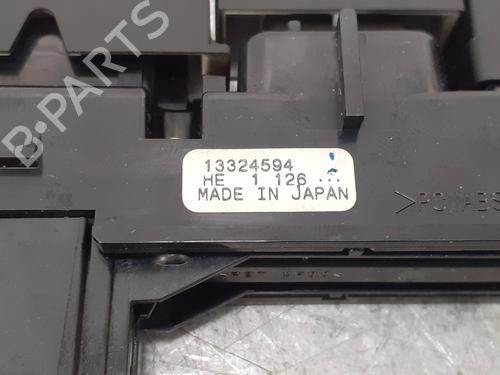 B-PARTS
13324594
HE 1 126 ...
MADE IN JAPAN
>PC/ABS